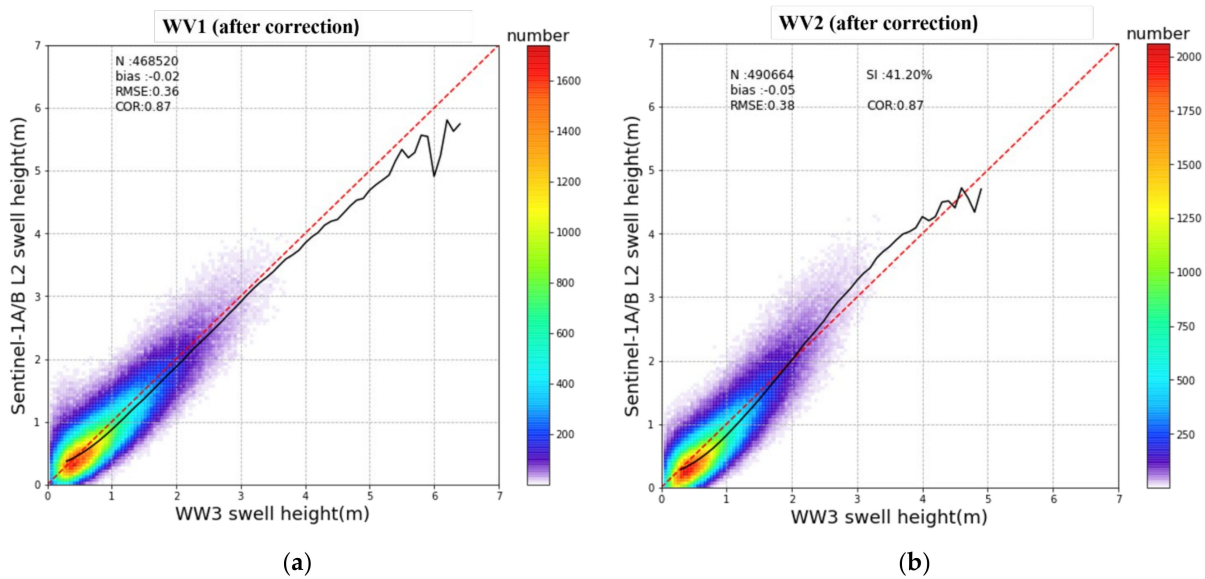 WV1 (after correction)
number
7
6
5
4
3
2
1
0
Sentinel-1A/B L2 swell height(m)
N :468520
bias :-0.02
RMSE:0.36
COR:0.87
0 1 2 3 4 5 6 7
WW3 swell height(m)
1600
1400
1200
1000
800
600
400
200
(a)
WV2 (after correction)
number
7
6
5
4
3
2
1
0
Sentinel-1A/B L2 swell height(m)
N :490664 SI :41.20%
bias :-0.05
RMSE:0.38 COR:0.87
0 1 2 3 4 5 6 7
WW3 swell height(m)
2000
1750
1500
1250
1000
750
500
250
(b)